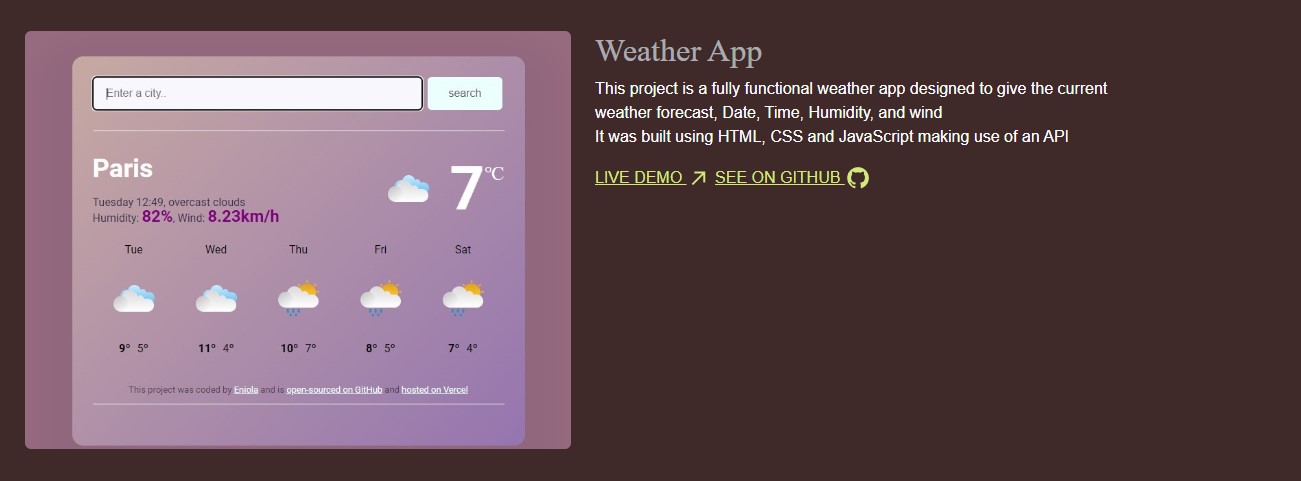 Enter a city..
search
Paris
7°C
Tuesday 12:49, overcast clouds
Humidity: 82%, Wind: 8.23km/h
Tue Wed Thu Fri Sat
9° 5° 11° 4° 10° 7° 8° 5° 7° 4°
This project was coded by Eniola and is open-sourced on GitHub and hosted on Vercel
Weather App
This project is a fully functional weather app designed to give the current
weather forecast, Date, Time, Humidity, and wind
It was built using HTML, CSS and JavaScript making use of an API
LIVE DEMO SEE ON GITHUB